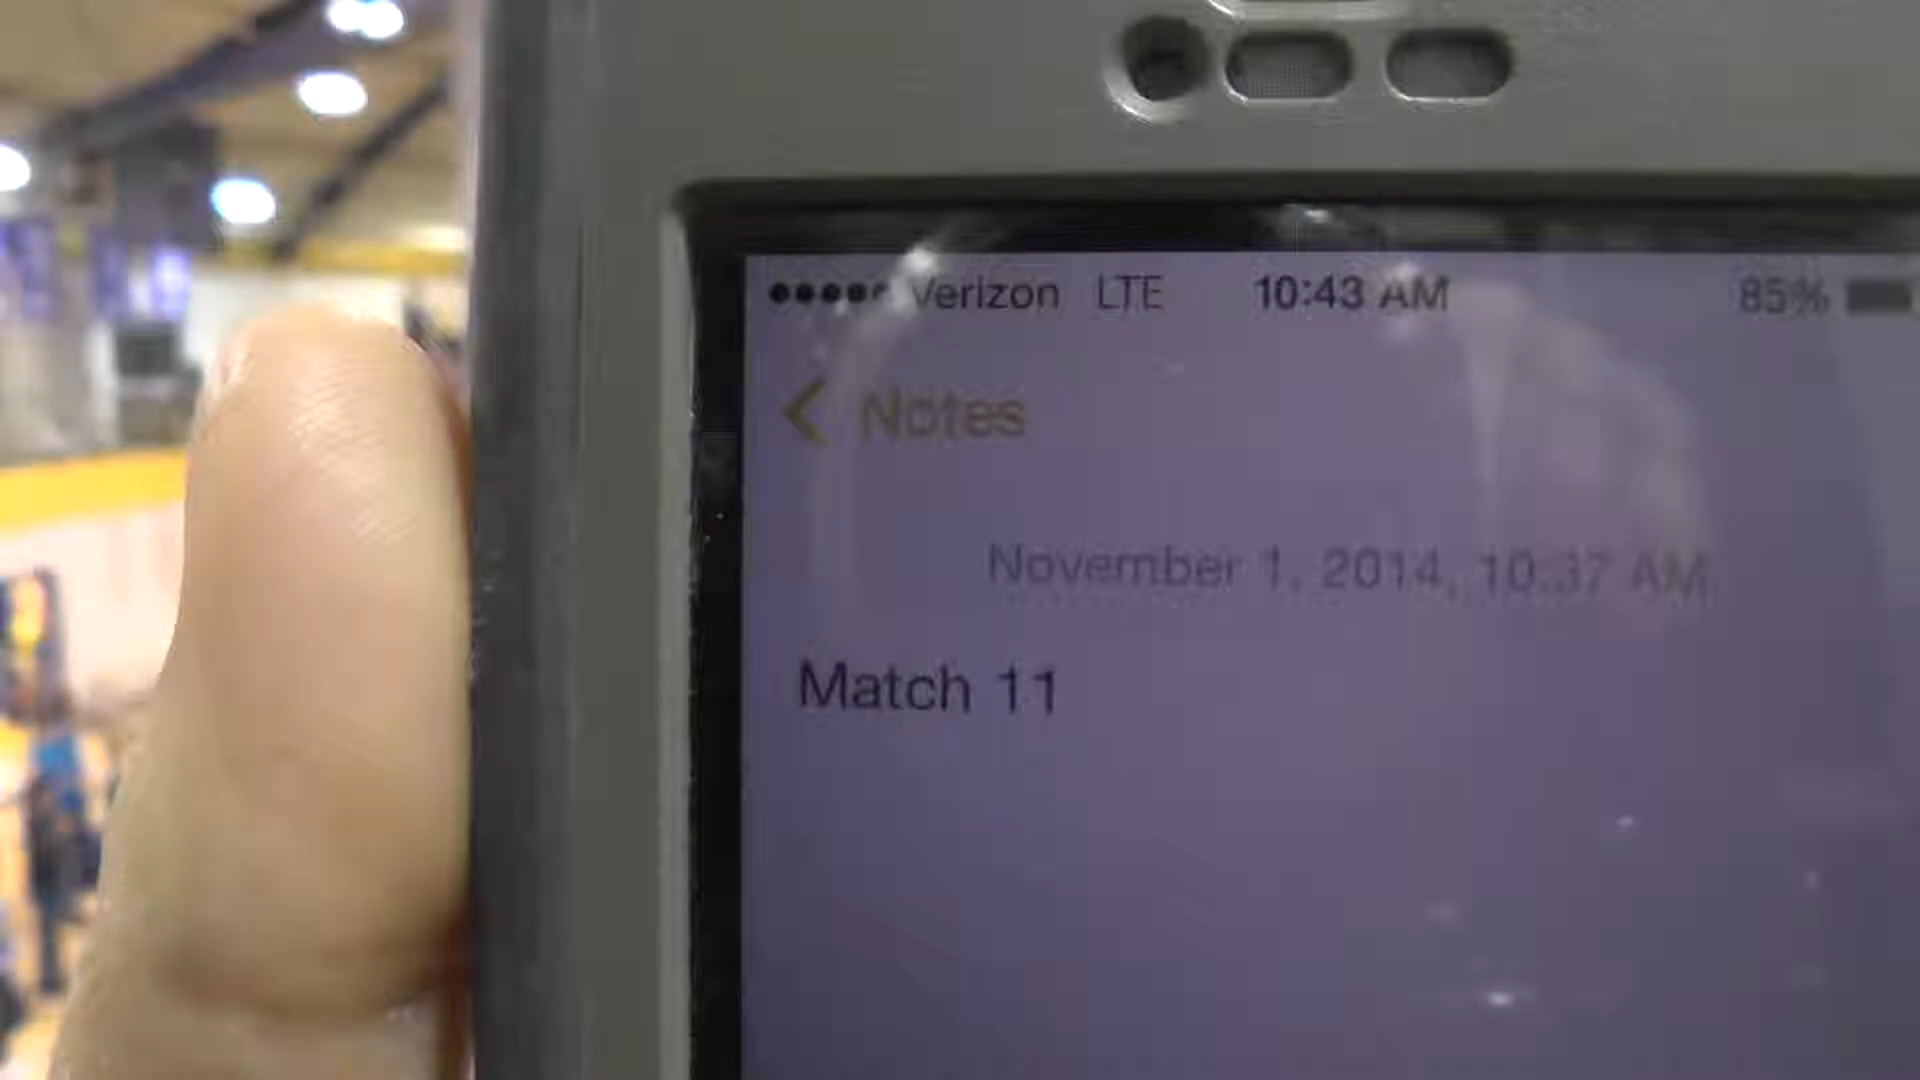 ●●●●● Verizon LTE 10:43 AM 85%
< Notes
November 1, 2014, 10:37 AM
Match 11